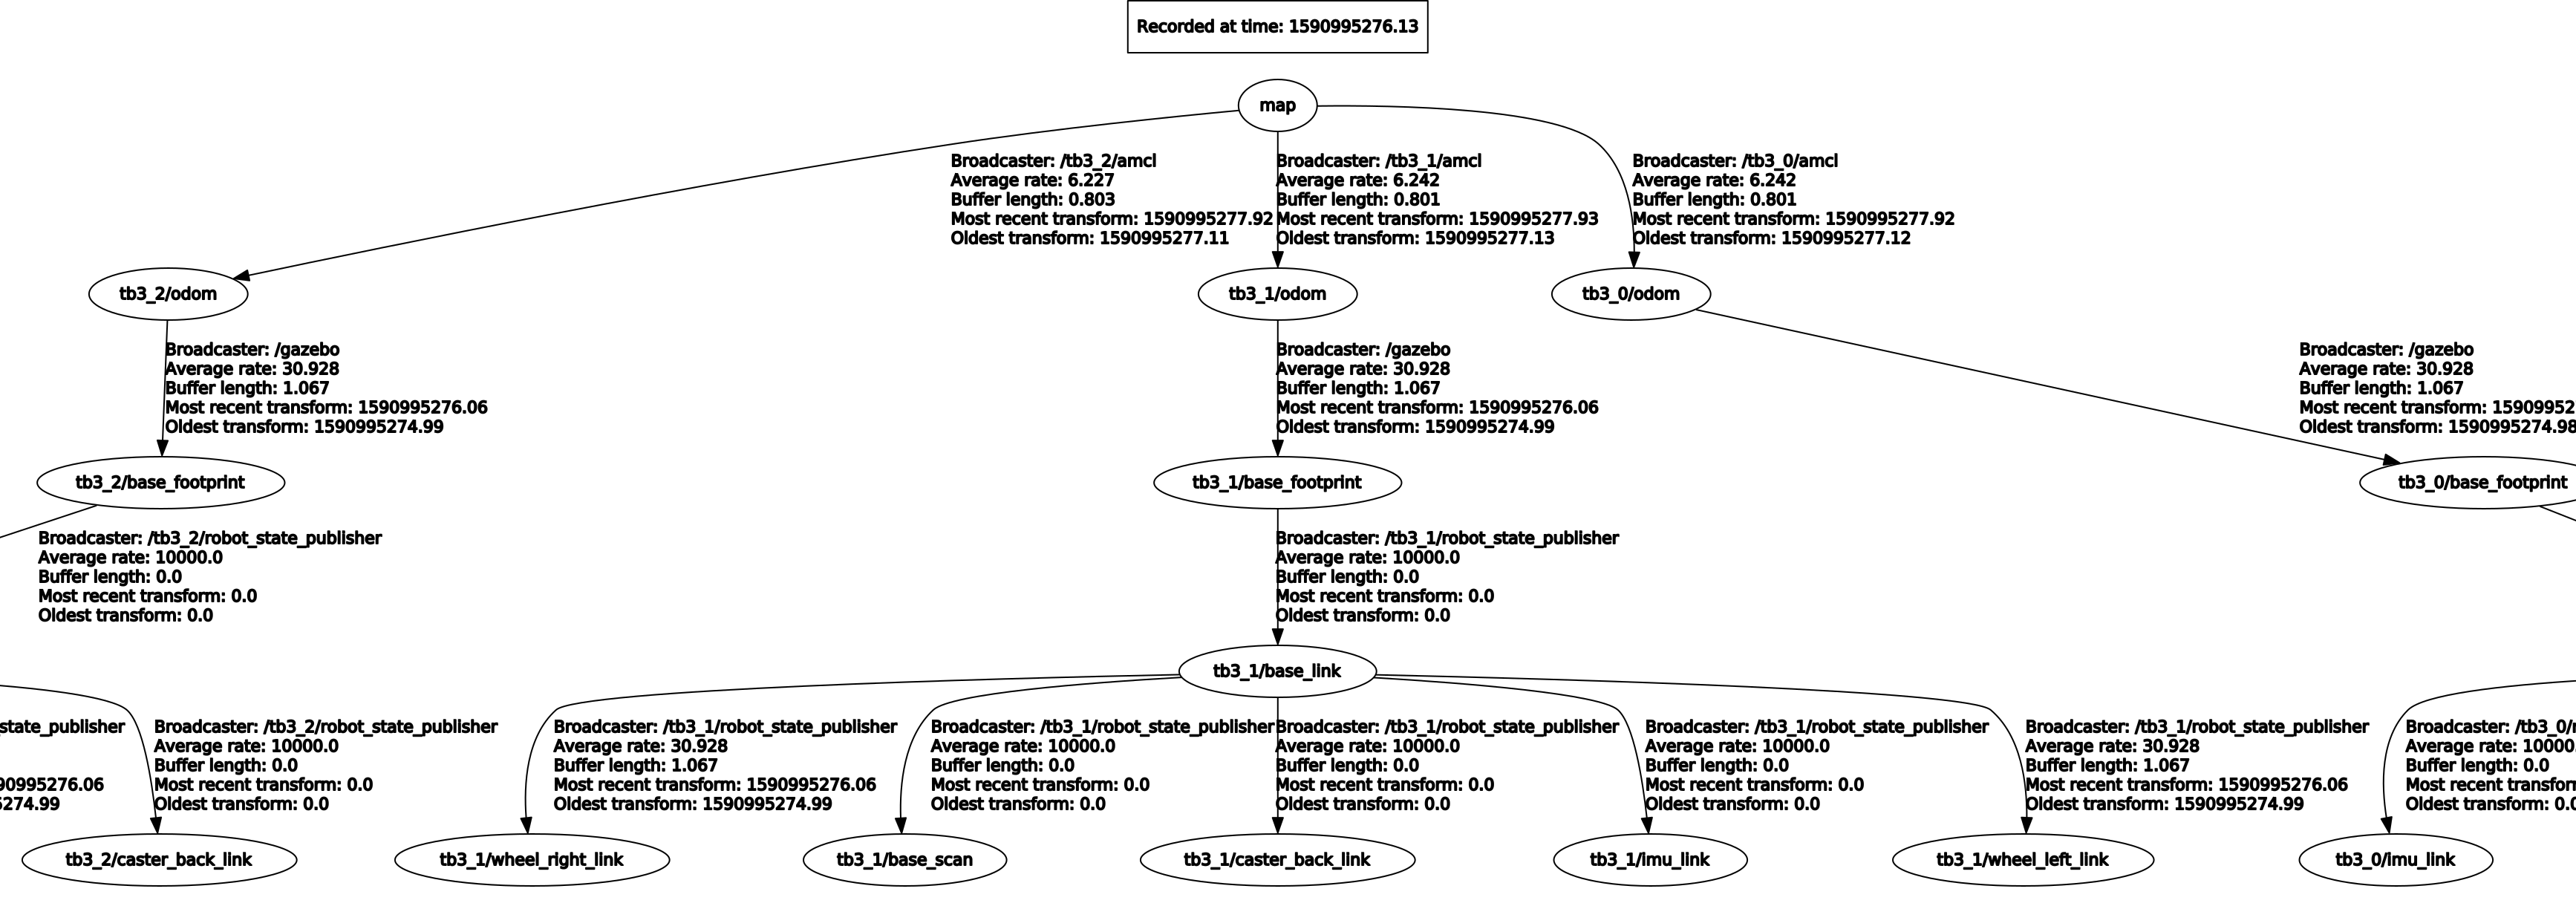 Recorded at time: 1590995276.13
map
Broadcaster: /tb3_2/amcl
Average rate: 6.227
Buffer length: 0.803
Most recent transform: 1590995277.92
Oldest transform: 1590995277.11
Broadcaster: /tb3_1/amcl
Average rate: 6.242
Buffer length: 0.801
Most recent transform: 1590995277.93
Oldest transform: 1590995277.13
Broadcaster: /tb3_0/amcl
Average rate: 6.242
Buffer length: 0.801
Most recent transform: 1590995277.92
Oldest transform: 1590995277.12
tb3_2/odom
tb3_1/odom
tb3_0/odom
Broadcaster: /gazebo
Average rate: 30.928
Buffer length: 1.067
Most recent transform: 1590995276.06
Oldest transform: 1590995274.99
Broadcaster: /gazebo
Average rate: 30.928
Buffer length: 1.067
Most recent transform: 1590995276.06
Oldest transform: 1590995274.99
Broadcaster: /gazebo
Average rate: 30.928
Buffer length: 1.067
Most recent transform: 15909952
Oldest transform: 1590995274.98
tb3_2/base_footprint
tb3_1/base_footprint
tb3_0/base_footprint
Broadcaster: /tb3_2/robot_state_publisher
Average rate: 10000.0
Buffer length: 0.0
Most recent transform: 0.0
Oldest transform: 0.0
Broadcaster: /tb3_1/robot_state_publisher
Average rate: 10000.0
Buffer length: 0.0
Most recent transform: 0.0
Oldest transform: 0.0
tb3_1/base_link
state_publisher
90995276.06
5274.99
Broadcaster: /tb3_2/robot_state_publisher
Average rate: 10000.0
Buffer length: 0.0
Most recent transform: 0.0
Oldest transform: 0.0
Broadcaster: /tb3_1/robot_state_publisher
Average rate: 30.928
Buffer length: 1.067
Most recent transform: 1590995276.06
Oldest transform: 1590995274.99
Broadcaster: /tb3_1/robot_state_publisher
Average rate: 10000.0
Buffer length: 0.0
Most recent transform: 0.0
Oldest transform: 0.0
Broadcaster: /tb3_1/robot_state_publisher
Average rate: 10000.0
Buffer length: 0.0
Most recent transform: 0.0
Oldest transform: 0.0
Broadcaster: /tb3_1/robot_state_publisher
Average rate: 10000.0
Buffer length: 0.0
Most recent transform: 0.0
Oldest transform: 0.0
Broadcaster: /tb3_1/robot_state_publisher
Average rate: 30.928
Buffer length: 1.067
Most recent transform: 1590995276.06
Oldest transform: 1590995274.99
Broadcaster: /tb3_0/
Average rate: 10000.
Buffer length: 0.0
Most recent
Oldest transform: 0.0
tb3_2/caster_back_link
tb3_1/wheel_right_link
tb3_1/base_scan
tb3_1/caster_back_link
tb3_1/imu_link
tb3_1/wheel_left_link
tb3_0/imu_link